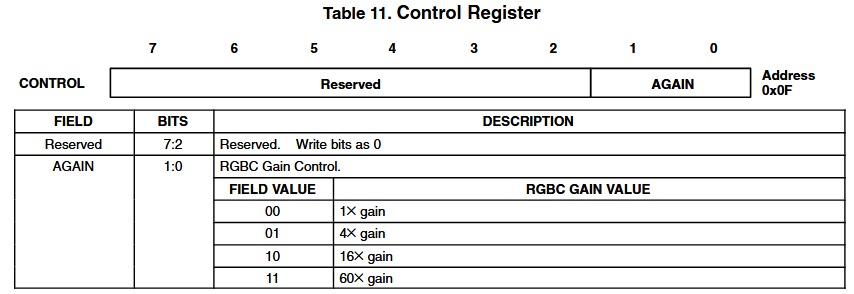 Table 11. Control Register
7 6 5 4 3 2 1 0
CONTROL Reserved AGAIN Address
0x0F
FIELD BITS DESCRIPTION
Reserved 7:2 Reserved. Write bits as 0
AGAIN 1:0 RGBC Gain Control.
FIELD VALUE RGBC GAIN VALUE
00 1× gain
01 4× gain
10 16× gain
11 60× gain